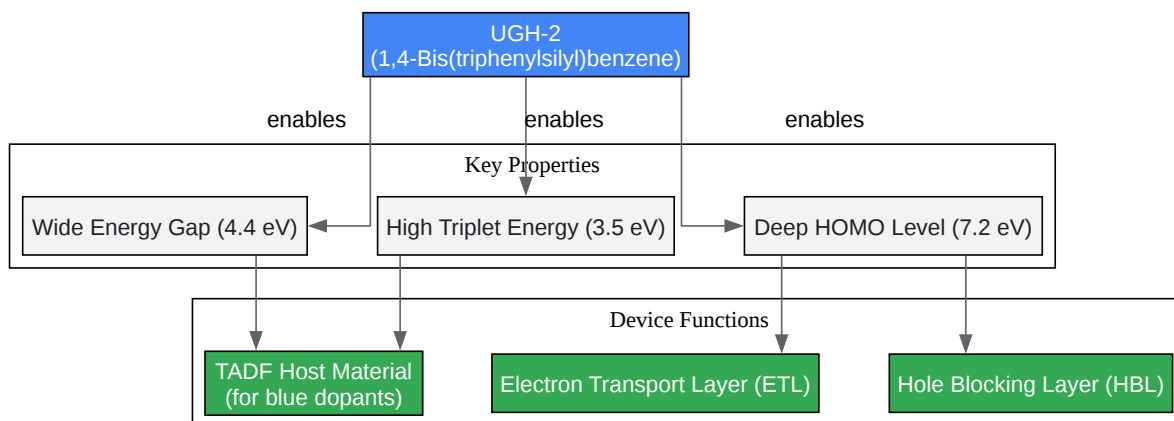 UGH-2
(1,4-Bis(triphenylsilyl)benzene)
enables
enables
enables
Key Properties
Wide Energy Gap (4.4 eV)
High Triplet Energy (3.5 eV)
Deep HOMO Level (7.2 eV)
Device Functions
TADF Host Material
(for blue dopants)
Electron Transport Layer (ETL)
Hole Blocking Layer (HBL)